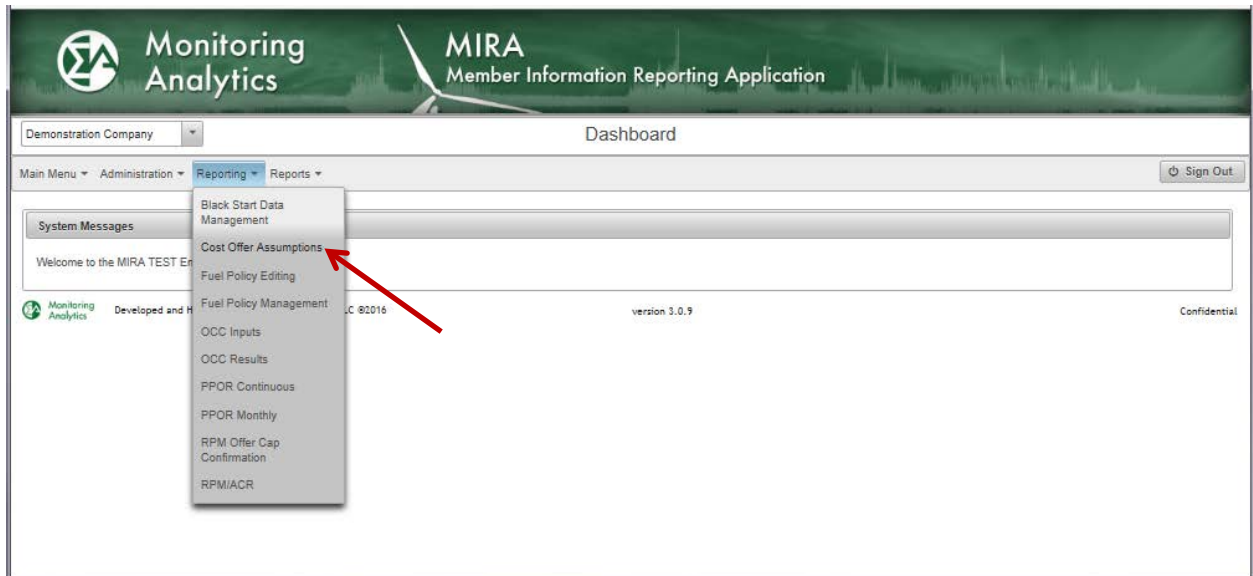 Monitoring
Analytics
MIRA
Member Information Reporting Application
Demonstration Company
Dashboard
Main Menu Administration Reporting Reports
Sign Out
Black Start Data
Management
System Messages
Cost Offer Assumptions
Welcome to the MIRA TEST En
Fuel Policy Editing
Fuel Policy Management
Monitoring
Analytics
Developed and H
LC ©2016
version 3.0.9
Confidential
OCC Inputs
OCC Results
PPOR Continuous
PPOR Monthly
RPM Offer Cap
Confirmation
RPM/ACR